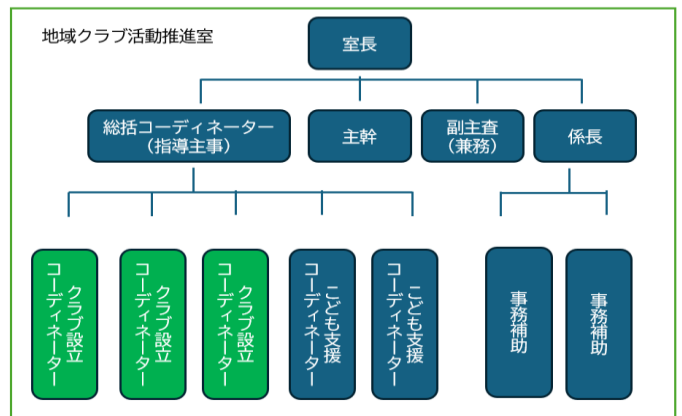 地域クラブ活動推進室
室長
総括コーディネーター
（指導主事）
主幹
副主査
（兼務）
係長
クラブ設立
コーディネーター
クラブ設立
コーディネーター
クラブ設立
コーディネーター
こども支援
コーディネーター
こども支援
コーディネーター
事務補助
事務補助